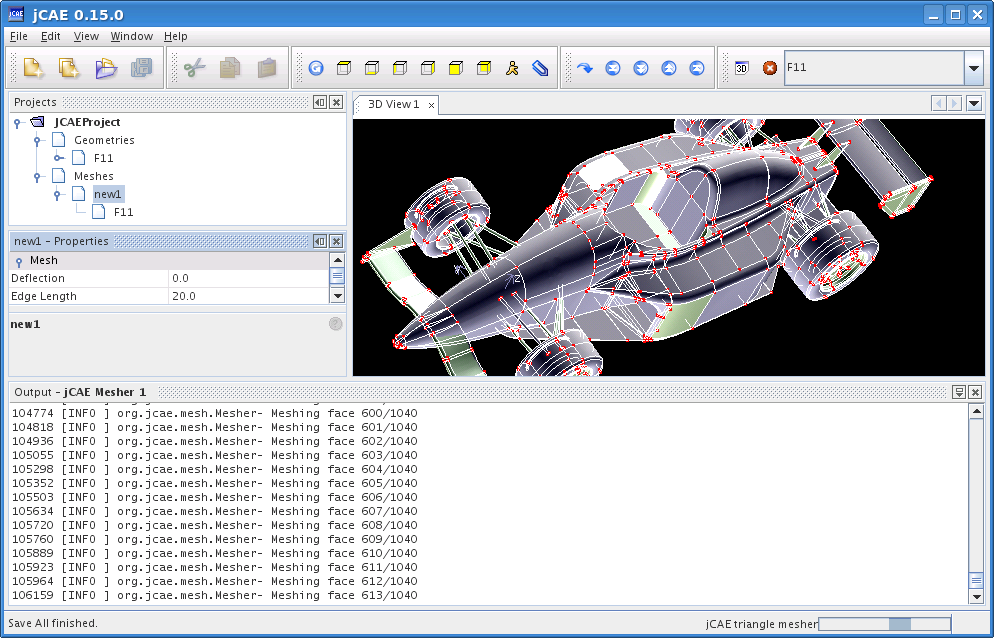 jCAE 0.15.0
File Edit View Window Help
3D F11
Projects
JCAEProject
Geometries
F11
Meshes
new1
F11
3D View 1
Z
new1 - Properties
Mesh
Deflection 0.0
Edge Length 20.0
new1
Output - jCAE Mesher 1
104774 [INFO ] org.jcae.mesh.Mesher- Meshing face 600/1040
104818 [INFO ] org.jcae.mesh.Mesher- Meshing face 601/1040
104936 [INFO ] org.jcae.mesh.Mesher- Meshing face 602/1040
105055 [INFO ] org.jcae.mesh.Mesher- Meshing face 603/1040
105298 [INFO ] org.jcae.mesh.Mesher- Meshing face 604/1040
105352 [INFO ] org.jcae.mesh.Mesher- Meshing face 605/1040
105503 [INFO ] org.jcae.mesh.Mesher- Meshing face 606/1040
105634 [INFO ] org.jcae.mesh.Mesher- Meshing face 607/1040
105720 [INFO ] org.jcae.mesh.Mesher- Meshing face 608/1040
105760 [INFO ] org.jcae.mesh.Mesher- Meshing face 609/1040
105889 [INFO ] org.jcae.mesh.Mesher- Meshing face 610/1040
105923 [INFO ] org.jcae.mesh.Mesher- Meshing face 611/1040
105964 [INFO ] org.jcae.mesh.Mesher- Meshing face 612/1040
106159 [INFO ] org.jcae.mesh.Mesher- Meshing face 613/1040
Save All finished.
jCAE triangle mesher